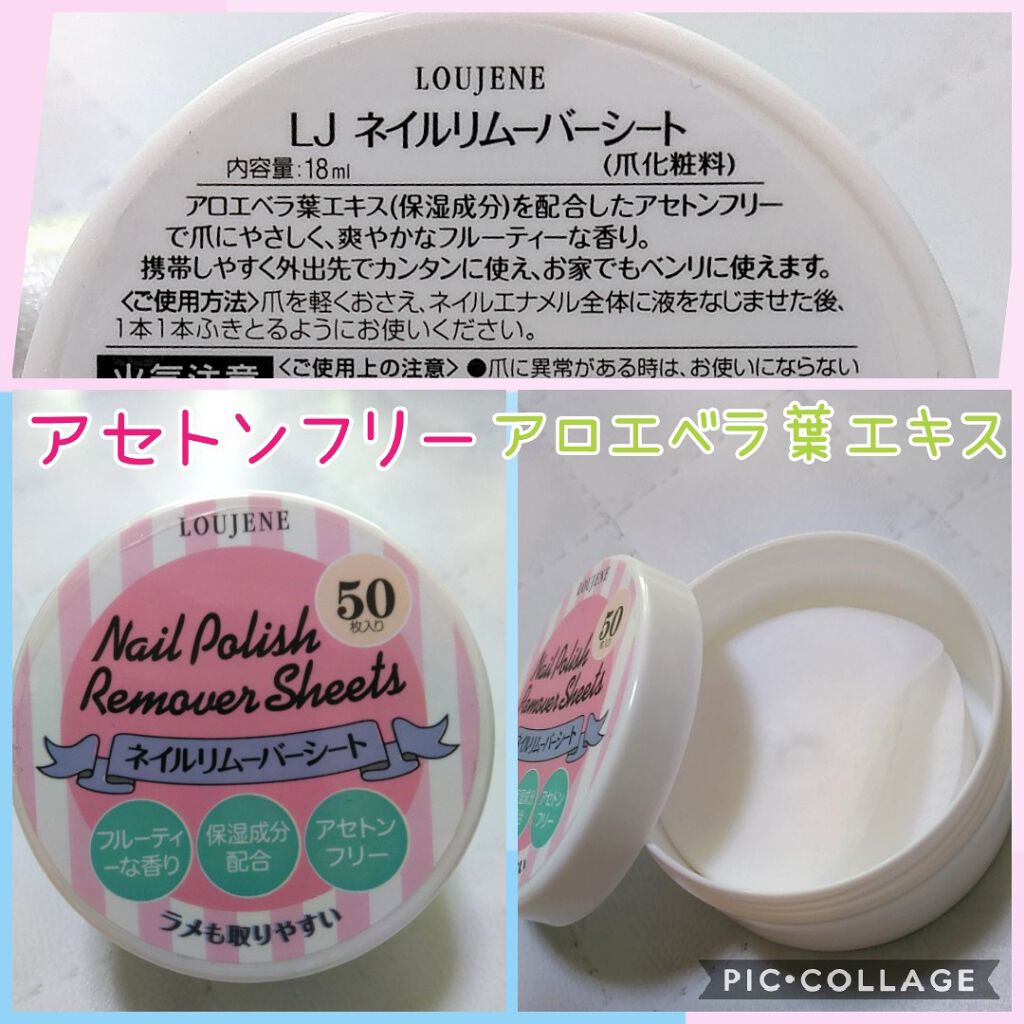 LOUJENE
LJ ネイルリムーバーシート
内容量:18ml (爪化粧料)
アロエベラ葉エキス(保湿成分)を配合したアセトンフリー
で爪にやさしく、爽やかなフルーティーな香り。
携帯しやすく外出先でカンタンに使え、お家でもベンリに使えます。
〈ご使用方法〉爪を軽くおさえ、ネイルエナメル全体に液をなじませた後、
1本1本ふきとるようにお使いください。
火気注意 〈ご使用上の注意〉●爪に異常がある時は、お使いにならない
アセトンフリー
アロエベラ葉エキス
LOUJENE
50
枚入り
Nail Polish
Remover Sheets
ネイルリムーバーシート
フルーティ
ーな香り
保湿成分
配合
アセトン
フリー
ラメも取りやすい
LOUJENE
50
枚入り
Nail Polish
Remover Sheets
ネイルリムーバーシート
アセトン
フリー
PIC•COLLAGE